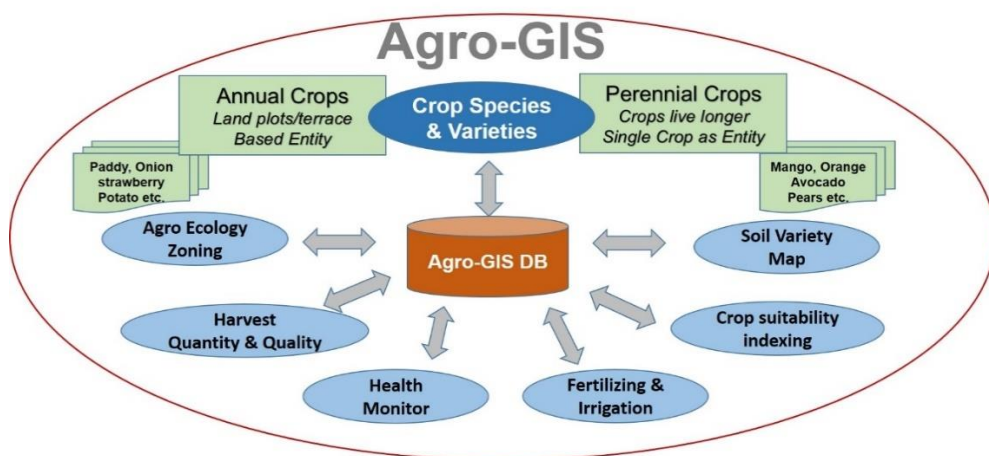 Agro-GIS
Annual Crops
Land plots/terrace
Based Entity
Crop Species
& Varieties
Perennial Crops
Crops live longer
Single Crop as Entity
Paddy, Onion
strawberry
Potato etc.
Mango, Orange
Avocado
Pears etc.
Agro Ecology
Zoning
Agro-GIS DB
Soil Variety
Map
Harvest
Quantity & Quality
Crop suitability
indexing
Health
Monitor
Fertilizing &
Irrigation